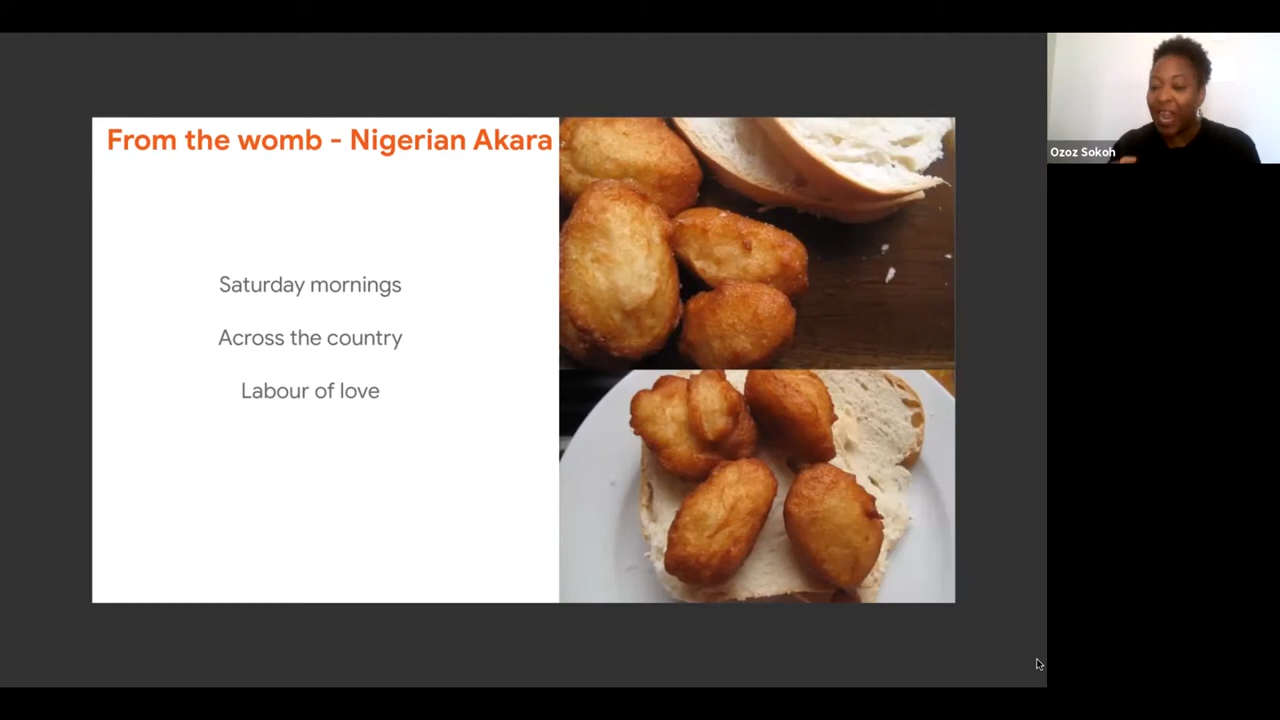 From the womb - Nigerian Akara
Saturday mornings
Across the country
Labour of love
Ozoz Sokoh